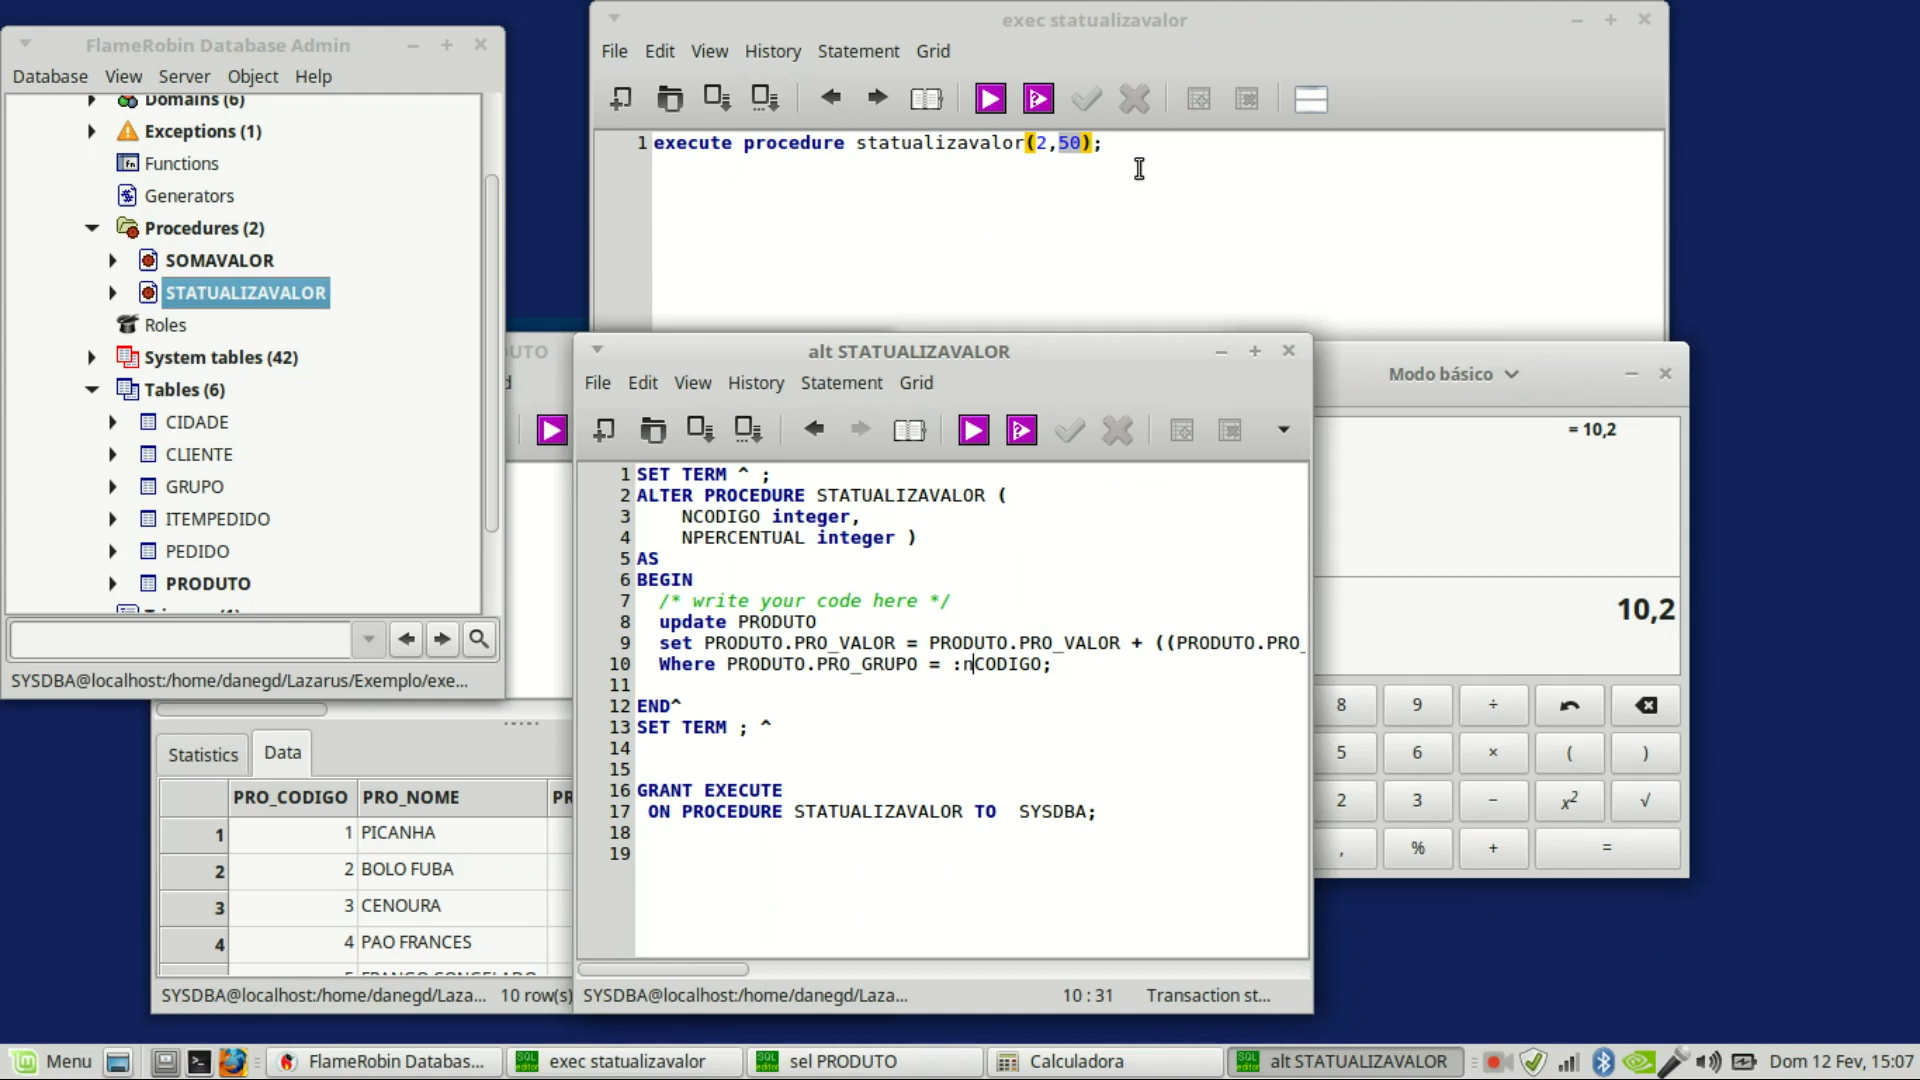 FlameRobin Database Admin
Database View Server Object Help
Domains (6)
Exceptions (1)
Functions
Generators
Procedures (2)
SOMAVALOR
STATUALIZAVALOR
Roles
System tables (42)
Tables (6)
CIDADE
CLIENTE
GRUPO
ITEMPEDIDO
PEDIDO
PRODUTO
SYSDBA@localhost:/home/danegd/Lazarus/Exemplo/exe...
exec statualizavalor
File Edit View History Statement Grid
1 execute procedure statualizavalor(2,50);
UTO
d
alt STATUALIZAVALOR
File Edit View History Statement Grid
1 SET TERM ^ ;
2 ALTER PROCEDURE STATUALIZAVALOR (
3 NCODIGO integer,
4 NPERCENTUAL integer )
5 AS
6 BEGIN
7 /* write your code here */
8 update PRODUTO
9 set PRODUTO.PRO_VALOR = PRODUTO.PRO_VALOR + ((PRODUTO.PRO_
10 Where PRODUTO.PRO_GRUPO = :nCODIGO;
11
12 END^
13 SET TERM ; ^
14
15
16 GRANT EXECUTE
17 ON PROCEDURE STATUALIZAVALOR TO SYSDBA;
18
19
SYSDBA@localhost:/home/danegd/Laza... 10 : 31 Transaction st...
Modo básico
= 10,2
10,2
8 9 ÷
5 6 × ( )
2 3 − x² √
, % + =
Statistics Data
PRO_CODIGO PRO_NOME PR
1 1 PICANHA
2 2 BOLO FUBA
3 3 CENOURA
4 4 PAO FRANCES
SYSDBA@localhost:/home/danegd/Laza... 10 row(s)
Menu FlameRobin Databas... exec statualizavalor sel PRODUTO Calculadora alt STATUALIZAVALOR Dom 12 Fev, 15:07